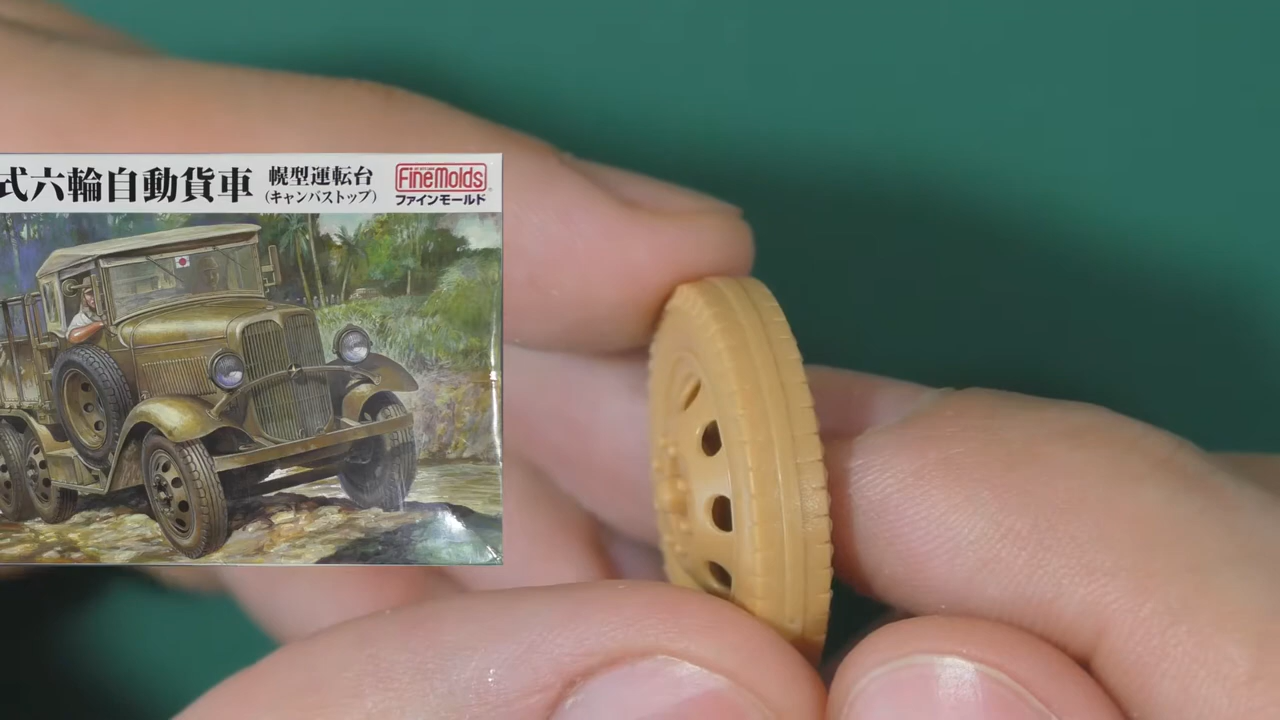 式六輪自動貨車
幌型運転台
(キャンバストップ)
FineMolds
ファインモールド